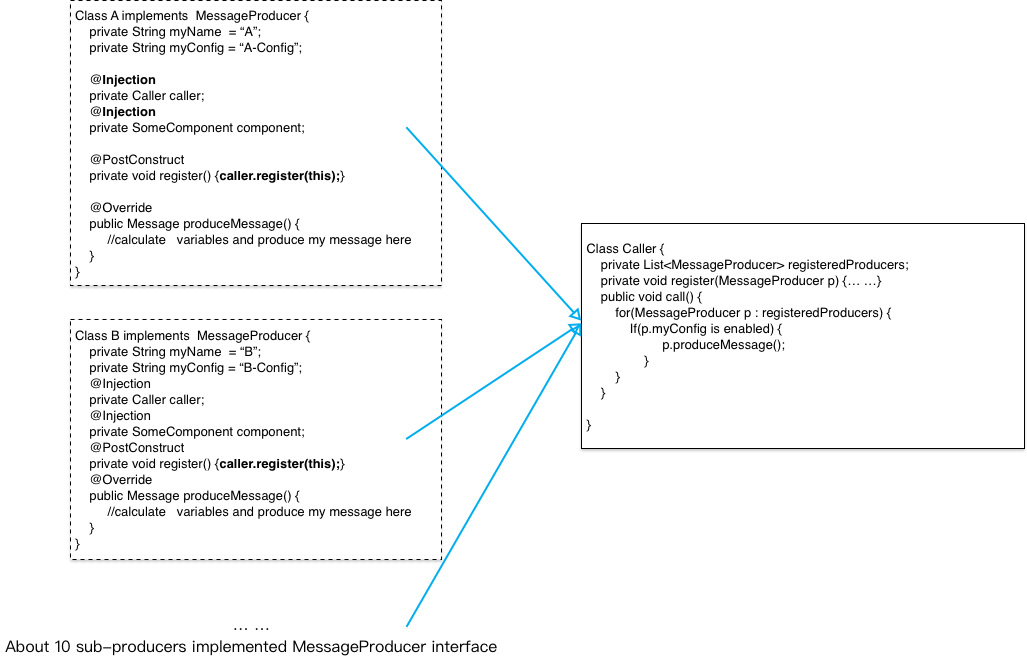 Class A implements  MessageProducer {
private String myName  = “A”;
private String myConfig = “A-Config”;
@Injection
private Caller caller;
@Injection
private SomeComponent component;
@PostConstruct
private void register() {caller.register(this);}
@Override
public Message produceMessage() {
//calculate   variables and produce my message here
}
}
Class B implements  MessageProducer {
private String myName  = “B”;
private String myConfig = “B-Config”;
@Injection
private Caller caller;
@Injection
private SomeComponent component;
@PostConstruct
private void register() {caller.register(this);}
@Override
public Message produceMessage() {
//calculate   variables and produce my message here
}
}
... ...
About 10 sub-producers implemented MessageProducer interface
Class Caller {
private List<MessageProducer> registeredProducers;
private void register(MessageProducer p) {... ...}
public void call() {
for(MessageProducer p : registeredProducers) {
If(p.myConfig is enabled) {
p.produceMessage();
}
}
}
}